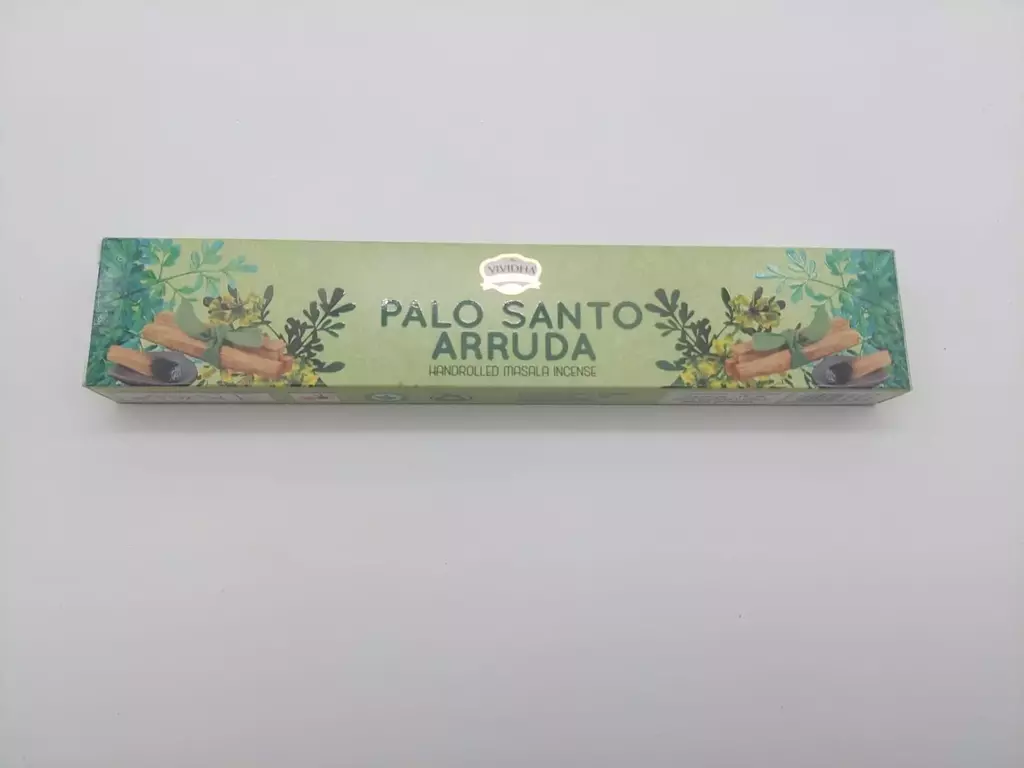 VIVIDHA
PALO SANTO
ARRUDA
HANDROLLED MASALA INCENSE